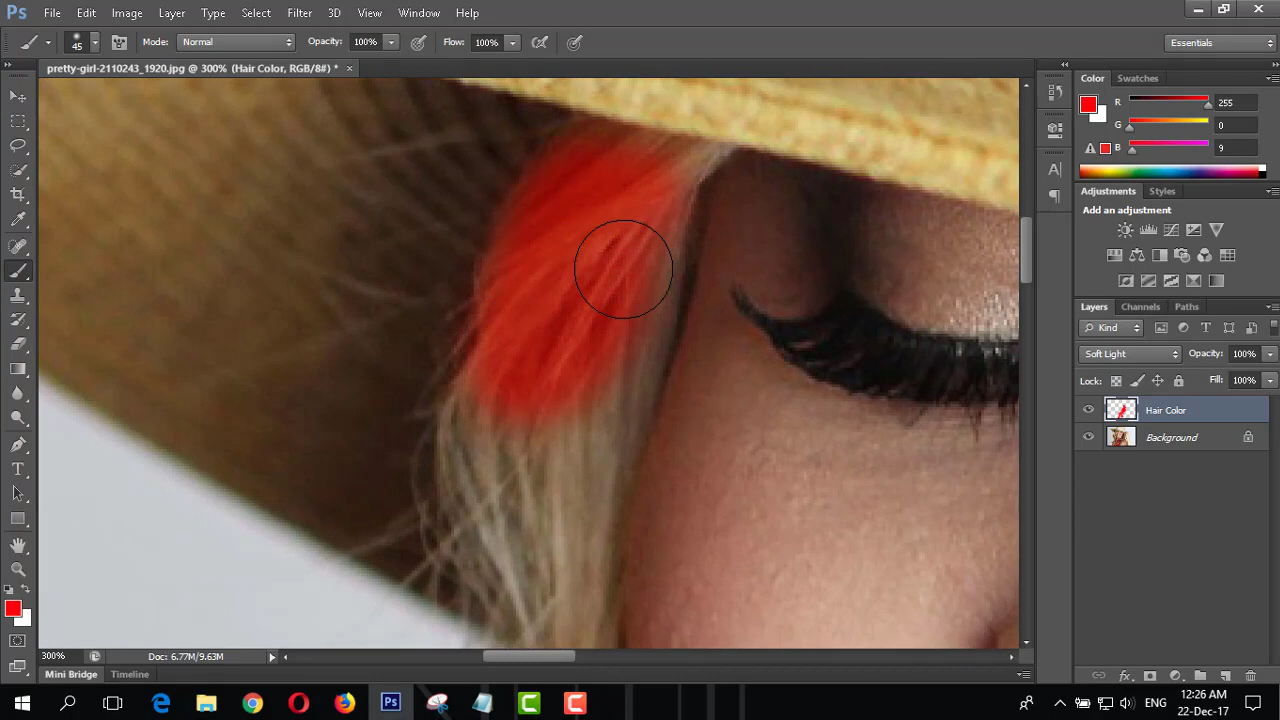 Ps File Edit Image Layer Type Select Filter 3D View Window Help
45 Mode: Normal Opacity: 100% Flow: 100% Essentials
pretty-girl-2110243_1920.jpg @ 300% (Hair Color, RGB/8#) * ×
Color Swatches
R 255
G 0
B 9
Adjustments Styles
Add an adjustment
Layers Channels Paths
Kind
Soft Light Opacity: 100%
Lock: Fill: 100%
Hair Color
Background
300% Doc: 6.77M/9.63M
Mini Bridge Timeline
ENG 12:26 AM
22-Dec-17